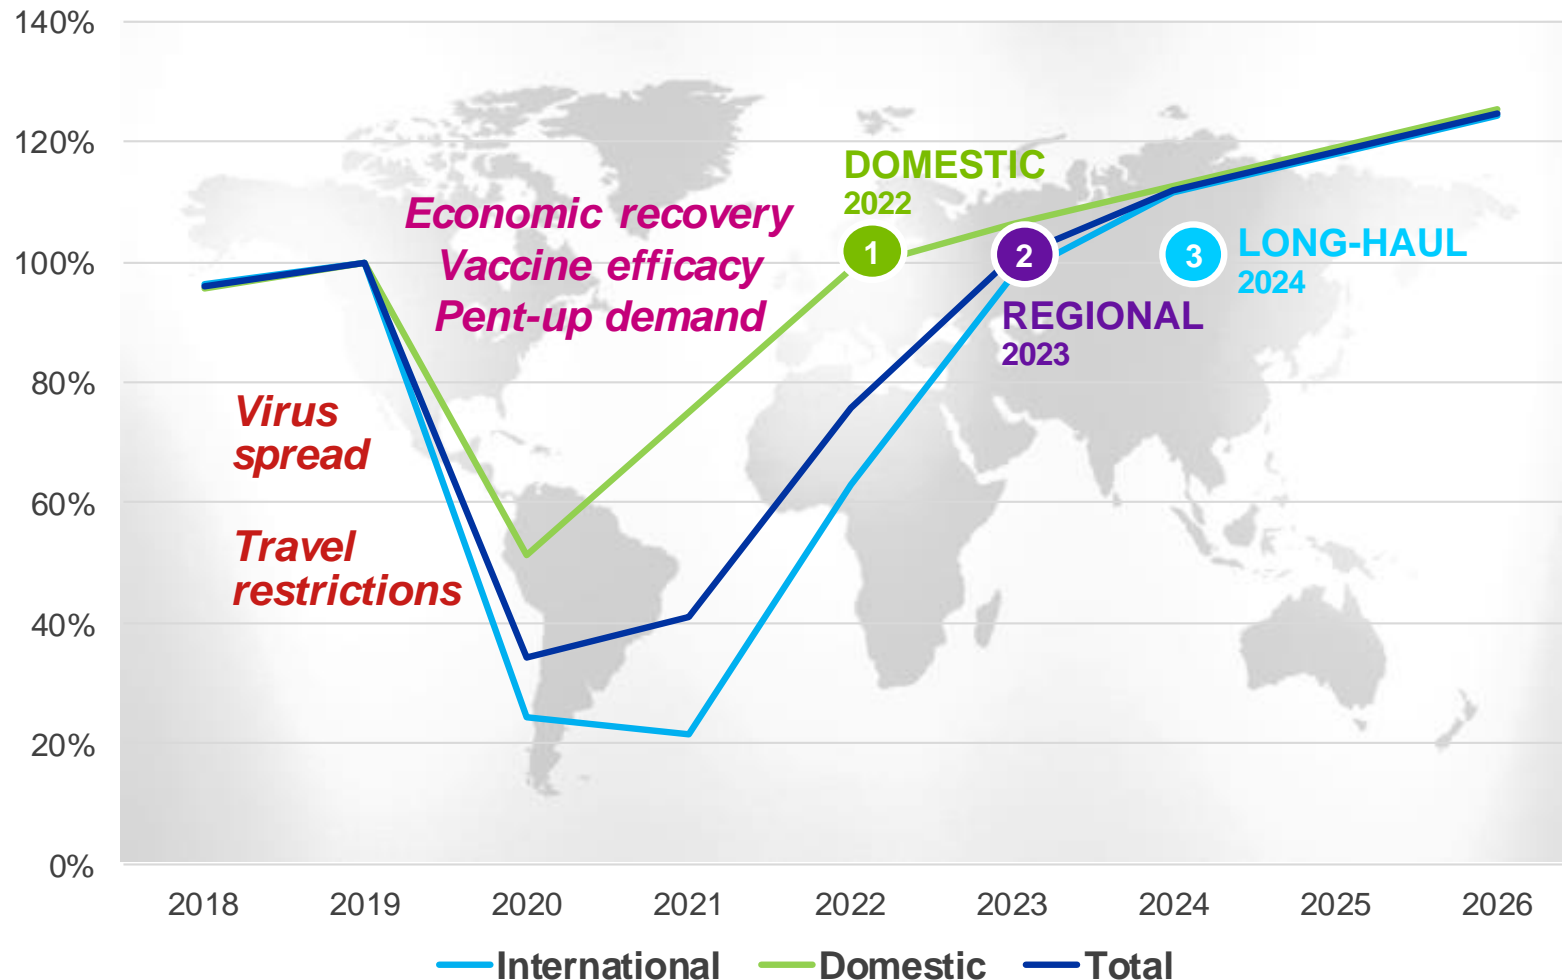 140%
120%
100%
80%
60%
40%
20%
0%
DOMESTIC
2022
Economic recovery
Vaccine efficacy
Pent-up demand
1
2
3
LONG-HAUL
2024
REGIONAL
2023
Virus
spread
Travel
restrictions
2018 2019 2020 2021 2022 2023 2024 2025 2026
International Domestic Total